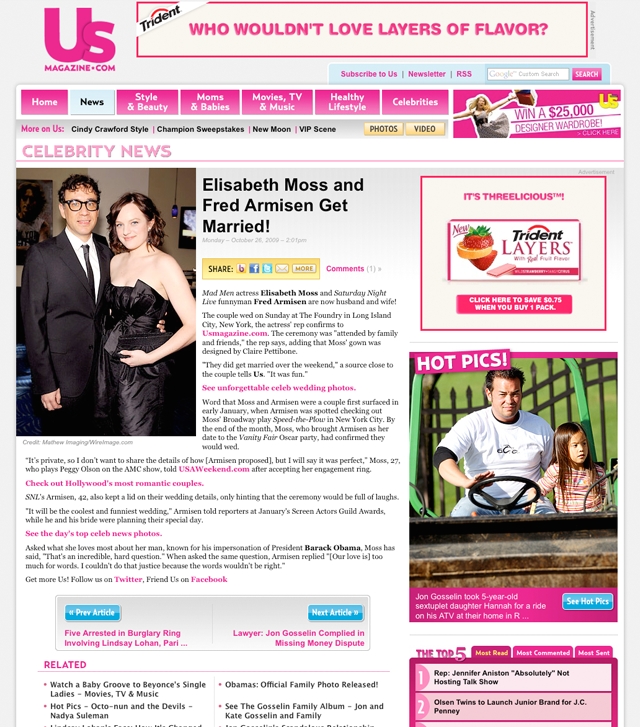 Us
MAGAZINE.COM
Trident
WHO WOULDN'T LOVE LAYERS OF FLAVOR?
Advertisement
Subscribe to Us | Newsletter | RSS
Google Custom Search
SEARCH
Home
News
Style & Beauty
Moms & Babies
Movies, TV & Music
Healthy Lifestyle
Celebrities
WIN A $25,000
DESIGNER WARDROBE!
> CLICK HERE
Us
More on Us: Cindy Crawford Style | Champion Sweepstakes | New Moon | VIP Scene
PHOTOS
VIDEO
CELEBRITY NEWS
Elisabeth Moss and
Fred Armisen Get
Married!
Monday – October 26, 2009 – 2:01pm
SHARE:
MORE
Comments (1) »
Mad Men actress Elisabeth Moss and Saturday Night
Live funnyman Fred Armisen are now husband and wife!
The couple wed on Sunday at The Foundry in Long Island
City, New York, the actress' rep confirms to
Usmagazine.com. The ceremony was "attended by family
and friends," the rep says, adding that Moss' gown was
designed by Claire Pettibone.
"They did get married over the weekend," a source close to
the couple tells Us. "It was fun."
See unforgettable celeb wedding photos.
Word that Moss and Armisen were a couple first surfaced in
early January, when Armisen was spotted checking out
Moss' Broadway play Speed-the-Plow in New York City. By
the end of the month, Moss, who brought Armisen as her
date to the Vanity Fair Oscar party, had confirmed they
would wed.
Credit: Mathew Imaging/WireImage.com
"It's private, so I don't want to share the details of how [Armisen proposed], but I will say it was perfect," Moss, 27,
who plays Peggy Olson on the AMC show, told USAWeekend.com after accepting her engagement ring.
Check out Hollywood's most romantic couples.
SNL's Armisen, 42, also kept a lid on their wedding details, only hinting that the ceremony would be full of laughs.
"It will be the coolest and funniest wedding," Armisen told reporters at January's Screen Actors Guild Awards,
while he and his bride were planning their special day.
See the day's top celeb news photos.
Asked what she loves most about her man, known for his impersonation of President Barack Obama, Moss has
said, "That's an incredible, hard question." When asked the same question, Armisen replied "[Our love is] too
much for words. I couldn't do that justice because the words wouldn't be right."
Get more Us! Follow us on Twitter, Friend Us on Facebook
« Prev Article
Five Arrested in Burglary Ring
Involving Lindsay Lohan, Pari ...
Next Article »
Lawyer: Jon Gosselin Complied in
Missing Money Dispute
RELATED
• Watch a Baby Groove to Beyonce's Single
Ladies – Movies, TV & Music
• Hot Pics – Octo-nun and the Devils –
Nadya Suleman
• Obamas: Official Family Photo Released!
• See The Gosselin Family Album – Jon and
Kate Gosselin and Family
Advertisement
IT'S THREELICIOUS™!
New
Trident
LAYERS™
CLICK HERE TO SAVE $0.75
WHEN YOU BUY 1 PACK.
HOT PICS!
Jon Gosselin took 5-year-old
sextuplet daughter Hannah for a ride
on his ATV at their home in R ...
See Hot Pics
THE TOP 5
Most Read
Most Commented
Most Sent
1
Rep: Jennifer Aniston "Absolutely" Not
Hosting Talk Show
2
Olsen Twins to Launch Junior Brand for J.C.
Penney